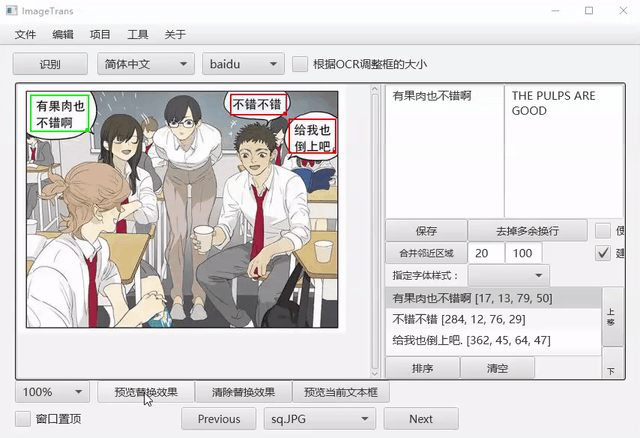 ImageTrans
文件 编辑 项目 工具 关于
识别 简体中文 baidu 根据OCR调整框的大小
有果肉也
不错啊
不错不错
给我也
倒上吧
有果肉也不错啊
THE PULPS ARE
GOOD
保存 去掉多余换行
合并邻近区域 20 100
指定字体样式：
有果肉也不错啊 [17, 13, 79, 50]
不错不错 [284, 12, 76, 29]
给我也倒上吧. [362, 45, 64, 47]
上
移
下
排序 清空
100% 预览替换效果 清除替换效果 预览当前文本框
窗口置顶 Previous sq.JPG Next